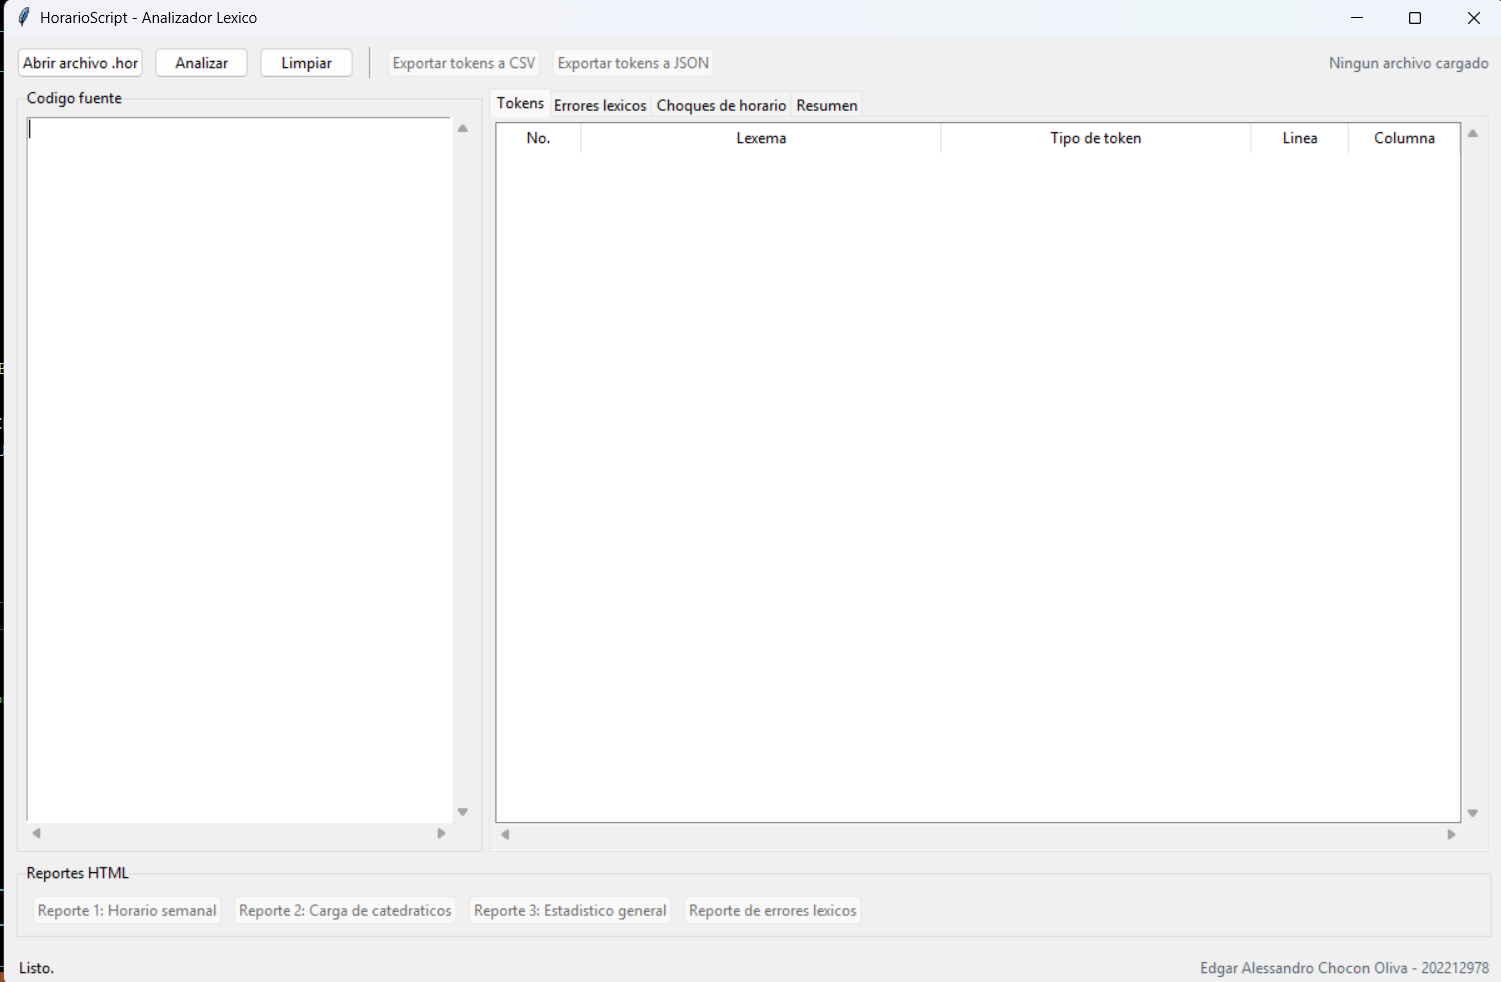 HorarioScript - Analizador Lexico
Abrir archivo .hor Analizar Limpiar Exportar tokens a CSV Exportar tokens a JSON Ningun archivo cargado
Codigo fuente
Tokens Errores lexicos Choques de horario Resumen
No. Lexema Tipo de token Linea Columna
Reportes HTML
Reporte 1: Horario semanal Reporte 2: Carga de catedraticos Reporte 3: Estadistico general Reporte de errores lexicos
Listo. Edgar Alessandro Chocon Oliva - 202212978